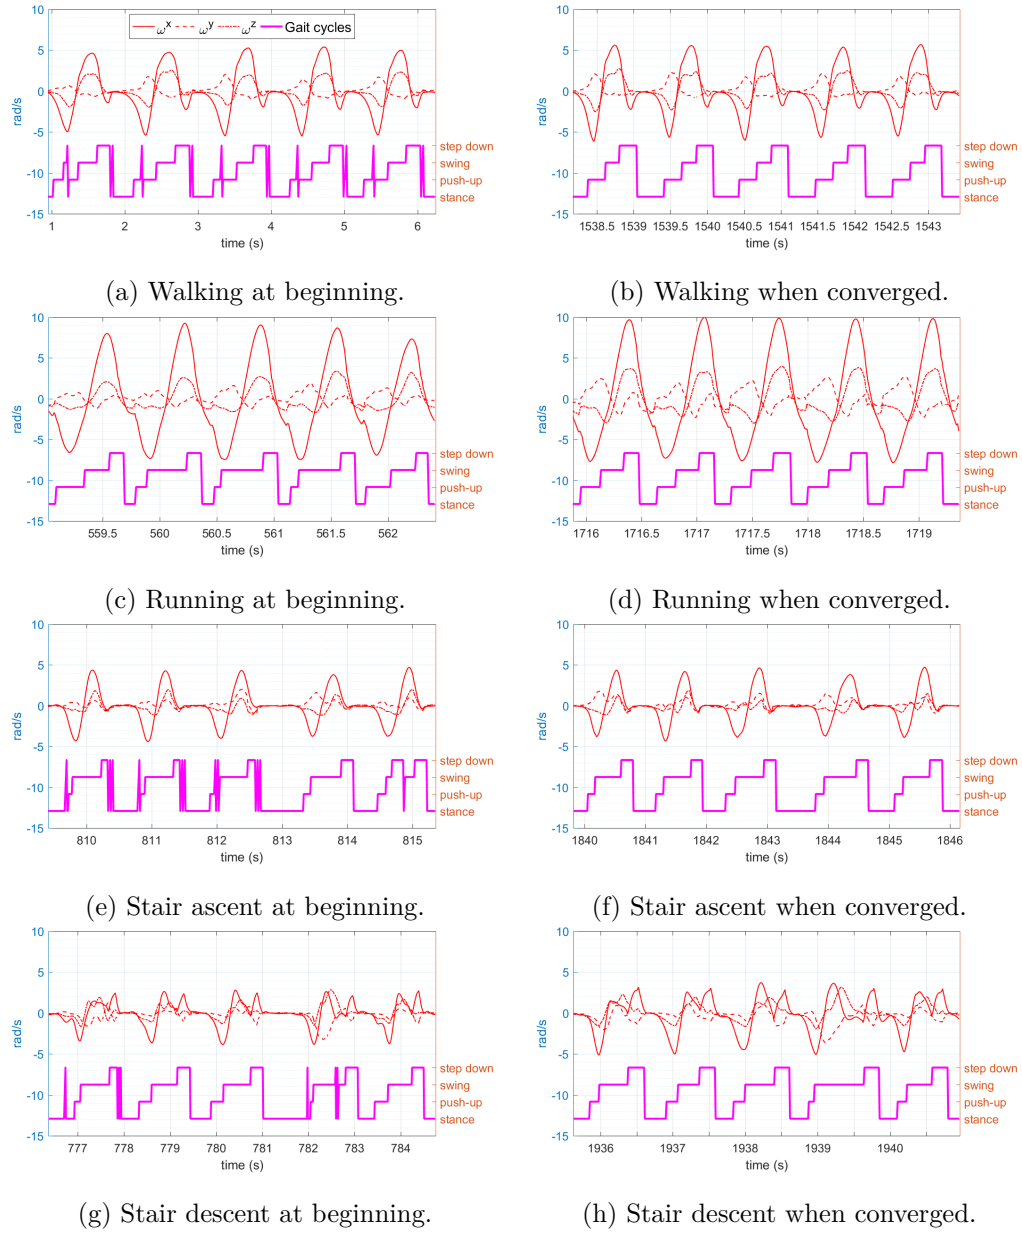 ω^x ω^y ω^z Gait cycles
10
5
0
-5
-10
-15
rad/s
step down
swing
push-up
stance
1 2 3 4 5 6
time (s)
(a) Walking at beginning.
10
5
0
-5
-10
-15
rad/s
step down
swing
push-up
stance
1538.5 1539 1539.5 1540 1540.5 1541 1541.5 1542 1542.5 1543
time (s)
(b) Walking when converged.
10
5
0
-5
-10
-15
rad/s
step down
swing
push-up
stance
559.5 560 560.5 561 561.5 562
time (s)
(c) Running at beginning.
10
5
0
-5
-10
-15
rad/s
step down
swing
push-up
stance
1716 1716.5 1717 1717.5 1718 1718.5 1719
time (s)
(d) Running when converged.
10
5
0
-5
-10
-15
rad/s
step down
swing
push-up
stance
810 811 812 813 814 815
time (s)
(e) Stair ascent at beginning.
10
5
0
-5
-10
-15
rad/s
step down
swing
push-up
stance
1840 1841 1842 1843 1844 1845 1846
time (s)
(f) Stair ascent when converged.
10
5
0
-5
-10
-15
rad/s
step down
swing
push-up
stance
777 778 779 780 781 782 783 784
time (s)
(g) Stair descent at beginning.
10
5
0
-5
-10
-15
rad/s
step down
swing
push-up
stance
1936 1937 1938 1939 1940
time (s)
(h) Stair descent when converged.